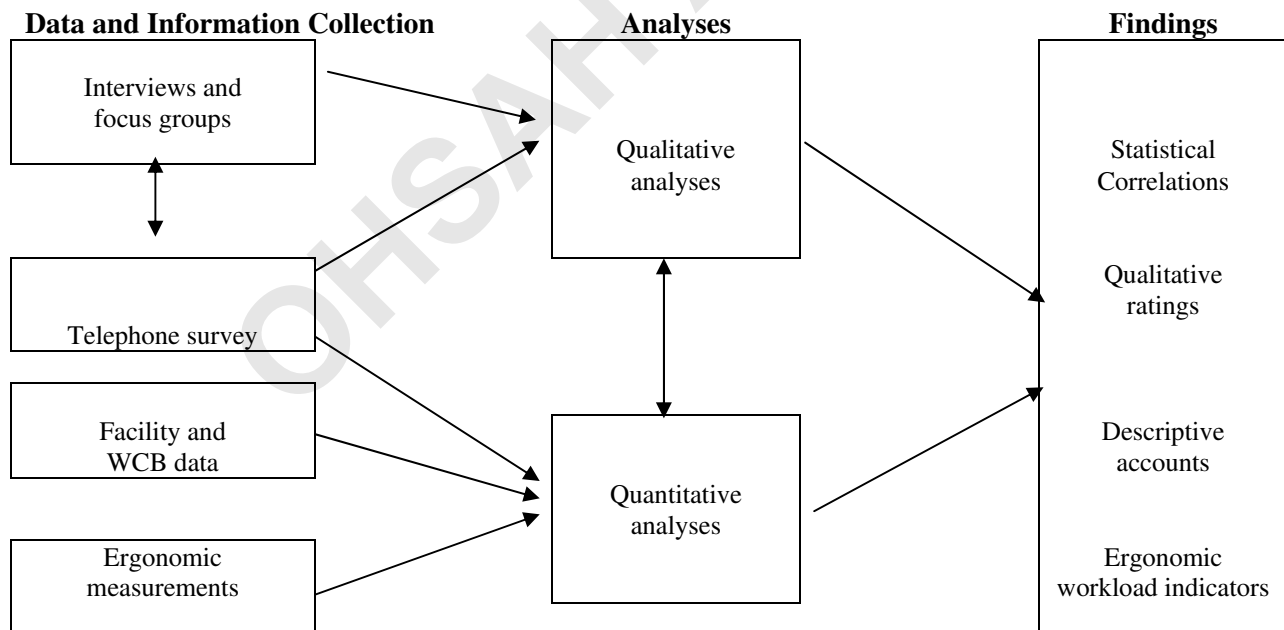 Data and Information Collection
Interviews and
focus groups
Telephone survey
Facility and
WCB data
Ergonomic
measurements
Analyses
Qualitative
analyses
Quantitative
analyses
Findings
Statistical
Correlations
Qualitative
ratings
Descriptive
accounts
Ergonomic
workload indicators
OHSAH